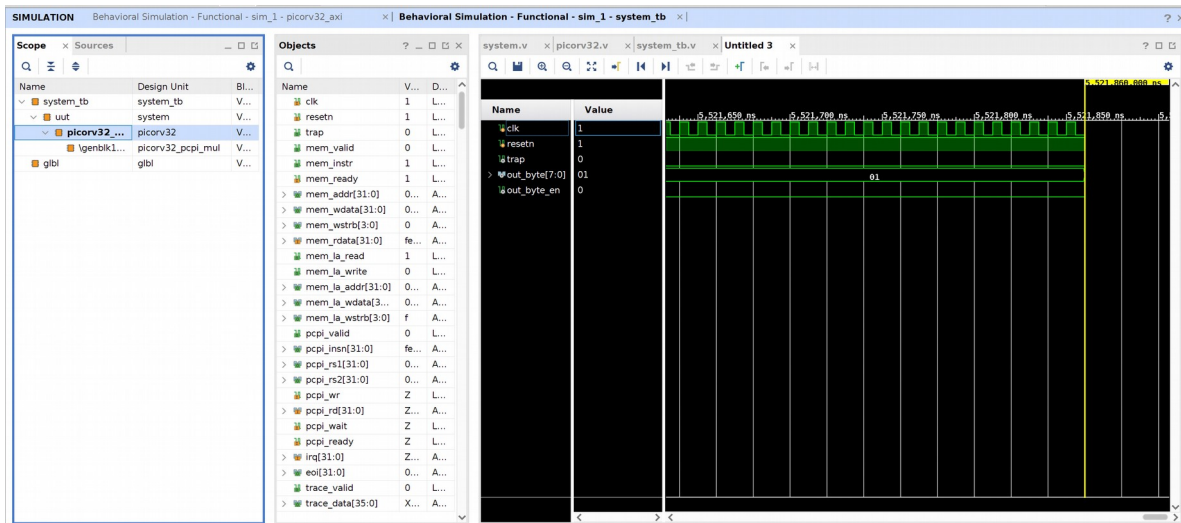 SIMULATION Behavioral Simulation - Functional - sim_1 - picorv32_axi × Behavioral Simulation - Functional - sim_1 - system_tb × ?
Scope × Sources
Name Design Unit Bl...
system_tb system_tb V...
uut system V...
picorv32_... picorv32 V...
\genblk1... picorv32_pcpi_mul V...
glbl glbl V...
Objects ?
Name V... D...
clk 1 L...
resetn 1 L...
trap 0 L...
mem_valid 0 L...
mem_instr 1 L...
mem_ready 1 L...
mem_addr[31:0] 0... A...
mem_wdata[31:0] 0... A...
mem_wstrb[3:0] 0 A...
mem_rdata[31:0] fe... A...
mem_la_read 1 L...
mem_la_write 0 L...
mem_la_addr[31:0] 0... A...
mem_la_wdata[3... 0... A...
mem_la_wstrb[3:0] f A...
pcpi_valid 0 L...
pcpi_insn[31:0] fe... A...
pcpi_rs1[31:0] 0... A...
pcpi_rs2[31:0] 0... A...
pcpi_wr Z L...
pcpi_rd[31:0] Z... A...
pcpi_wait Z L...
pcpi_ready Z L...
irq[31:0] Z... A...
eoi[31:0] 0... A...
trace_valid 0 L...
trace_data[35:0] X... A...
system.v × picorv32.v × system_tb.v × Untitled 3 × ?
5,521,860.000 ns
Name Value
5,521,650 ns 5,521,700 ns 5,521,750 ns 5,521,800 ns 5,521,850 ns
clk 1
resetn 1
trap 0
out_byte[7:0] 01 01
out_byte_en 0